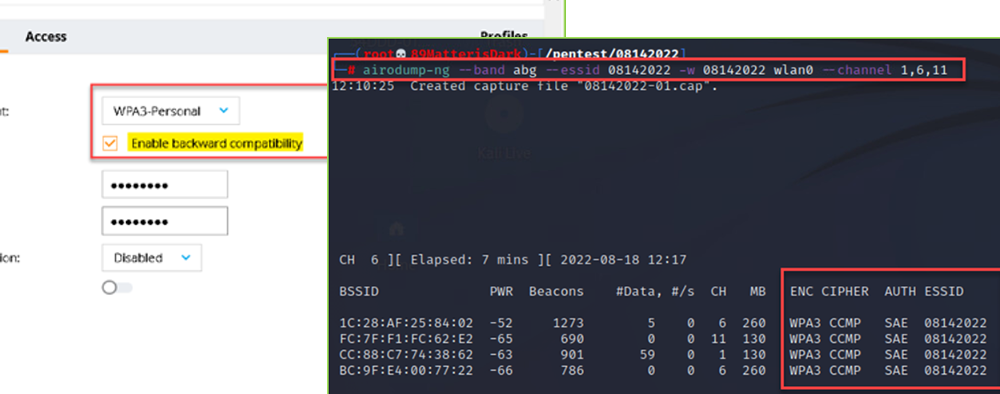 Access
Profiles
t:
WPA3-Personal
Enable backward compatibility
••••••••
••••••••
ion:
Disabled
(root💀B9MatterisDark)-[/pentest/08142022]
# airodump-ng --band abg --essid 08142022 -w 08142022 wlan0 --channel 1,6,11
12:10:25 Created capture file "08142022-01.cap".
CH 6 ][ Elapsed: 7 mins ][ 2022-08-18 12:17
BSSID PWR Beacons #Data, #/s CH MB ENC CIPHER AUTH ESSID
1C:28:AF:25:84:02 -52 1273 5 0 6 260 WPA3 CCMP SAE 08142022
FC:7F:F1:FC:62:E2 -65 690 0 0 11 130 WPA3 CCMP SAE 08142022
CC:88:C7:74:38:62 -63 901 59 0 1 130 WPA3 CCMP SAE 08142022
BC:9F:E4:00:77:22 -66 786 0 0 6 260 WPA3 CCMP SAE 08142022